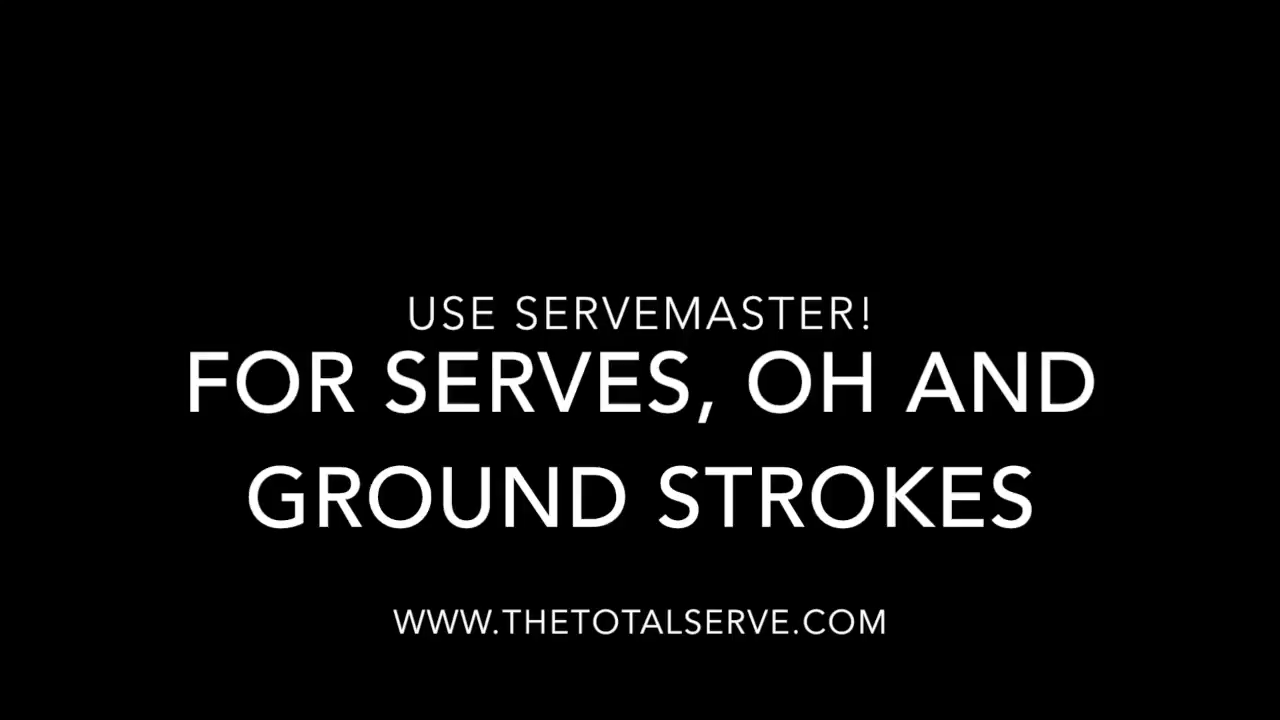 USE SERVEMASTER!
FOR SERVES, OH AND
GROUND STROKES
WWW.THETOTALSERVE.COM